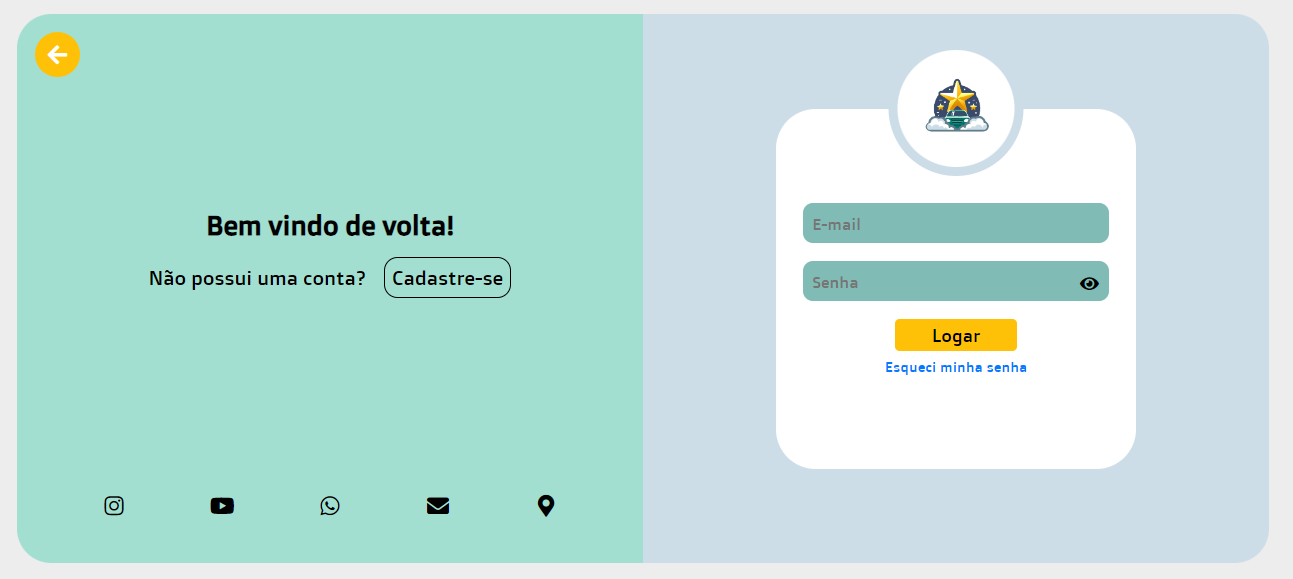 Bem vindo de volta!
Não possui uma conta? Cadastre-se
E-mail
Senha
Logar
Esqueci minha senha